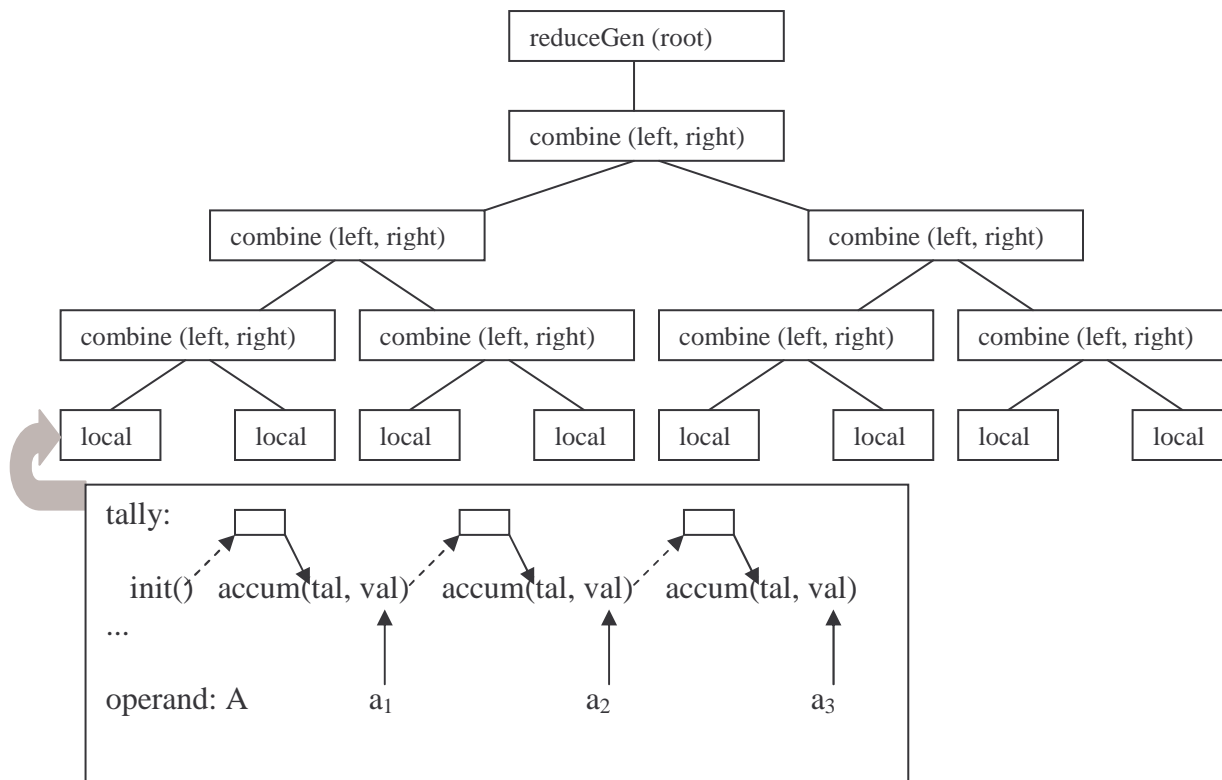 reduceGen (root)
combine (left, right)
combine (left, right) combine (left, right)
combine (left, right) combine (left, right) combine (left, right) combine (left, right)
local local local local local local local local
tally:
init() accum(tal, val) accum(tal, val) accum(tal, val)
...
operand: A a₁ a₂ a₃